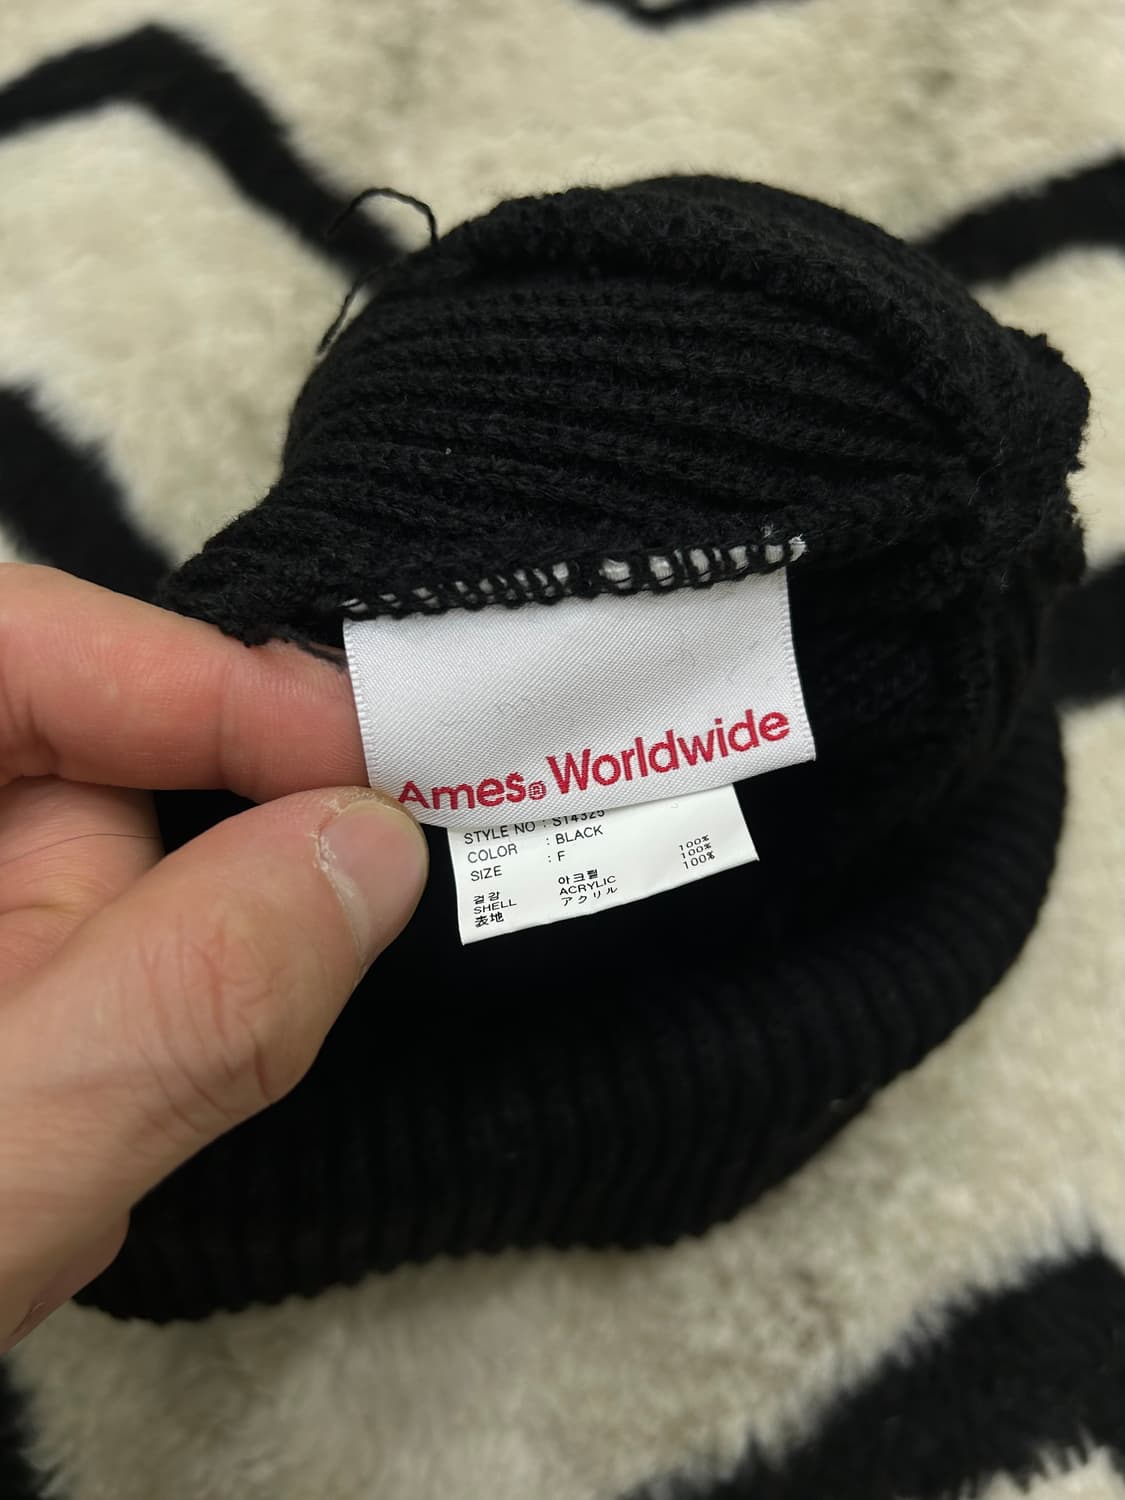 Ames® Worldwide
STYLE NO : S14325
COLOR : BLACK
SIZE : F
겉감 아크릴 100%
SHELL ACRYLIC 100%
表地 アクリル 100%